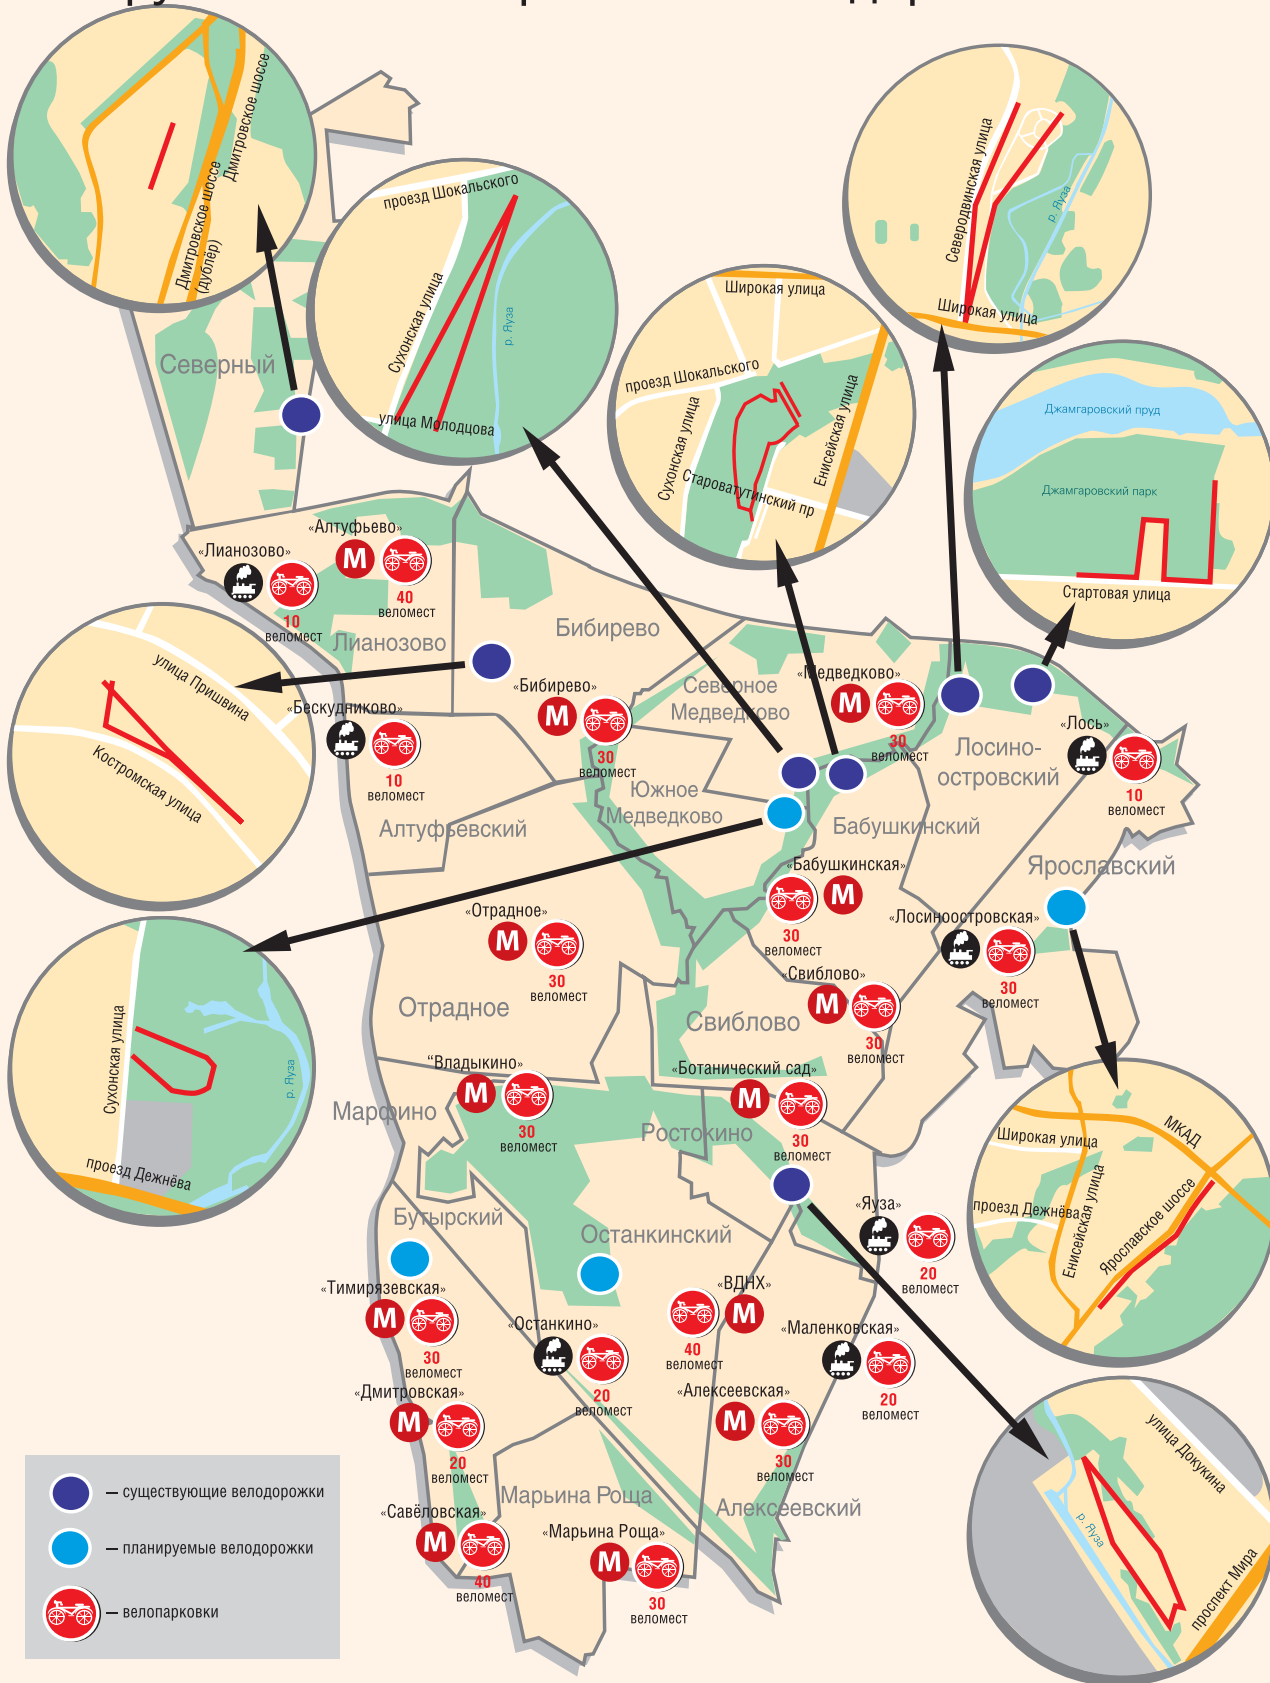 Дмитровское шоссе
Дмитровское шоссе
(дублёр)
проезд Шокальского
Сухонская улица
р. Яуза
улица Молодцова
Северодвинская улица
р. Яуза
Широкая улица
Широкая улица
проезд Шокальского
Сухонская улица
Енисейская улица
Староватутинский пр
Джамгаровский пруд
Джамгаровский парк
Стартовая улица
Северный
«Алтуфьево»
М
40
веломест
«Лианозово»
10
веломест
Лианозово
Бибирево
улица Пришвина
Костромская улица
«Бескудниково»
10
веломест
«Бибирево»
М
30
веломест
Северное
Медведково
«Медведково»
М
30
веломест
Лосино-
островский
«Лось»
10
веломест
Южное
Медведково
Алтуфьевский
Бабушкинский
Ярославский
«Бабушкинская»
М
30
веломест
«Отрадное»
М
30
веломест
«Лосиноостровская»
30
веломест
«Свиблово»
М
30
веломест
Отрадное
Свиблово
Сухонская улица
р. Яуза
проезд Дежнёва
“Владыкино»
М
30
веломест
«Ботанический сад»
М
30
веломест
Марфино
Ростокино
МКАД
Широкая улица
проезд Дежнёва
Енисейская улица
Ярославское шоссе
Бутырский
Останкинский
«Яуза»
20
веломест
«Тимирязевская»
М
30
веломест
«ВДНХ»
М
40
веломест
«Останкино»
20
веломест
«Маленковская»
20
веломест
«Дмитровская»
М
20
веломест
«Алексеевская»
М
30
веломест
Марьина Роща
Алексеевский
«Савёловская»
М
40
веломест
«Марьина Роща»
М
30
веломест
улица Докукина
р. Яуза
проспект Мира
– существующие велодорожки
– планируемые велодорожки
– велопарковки